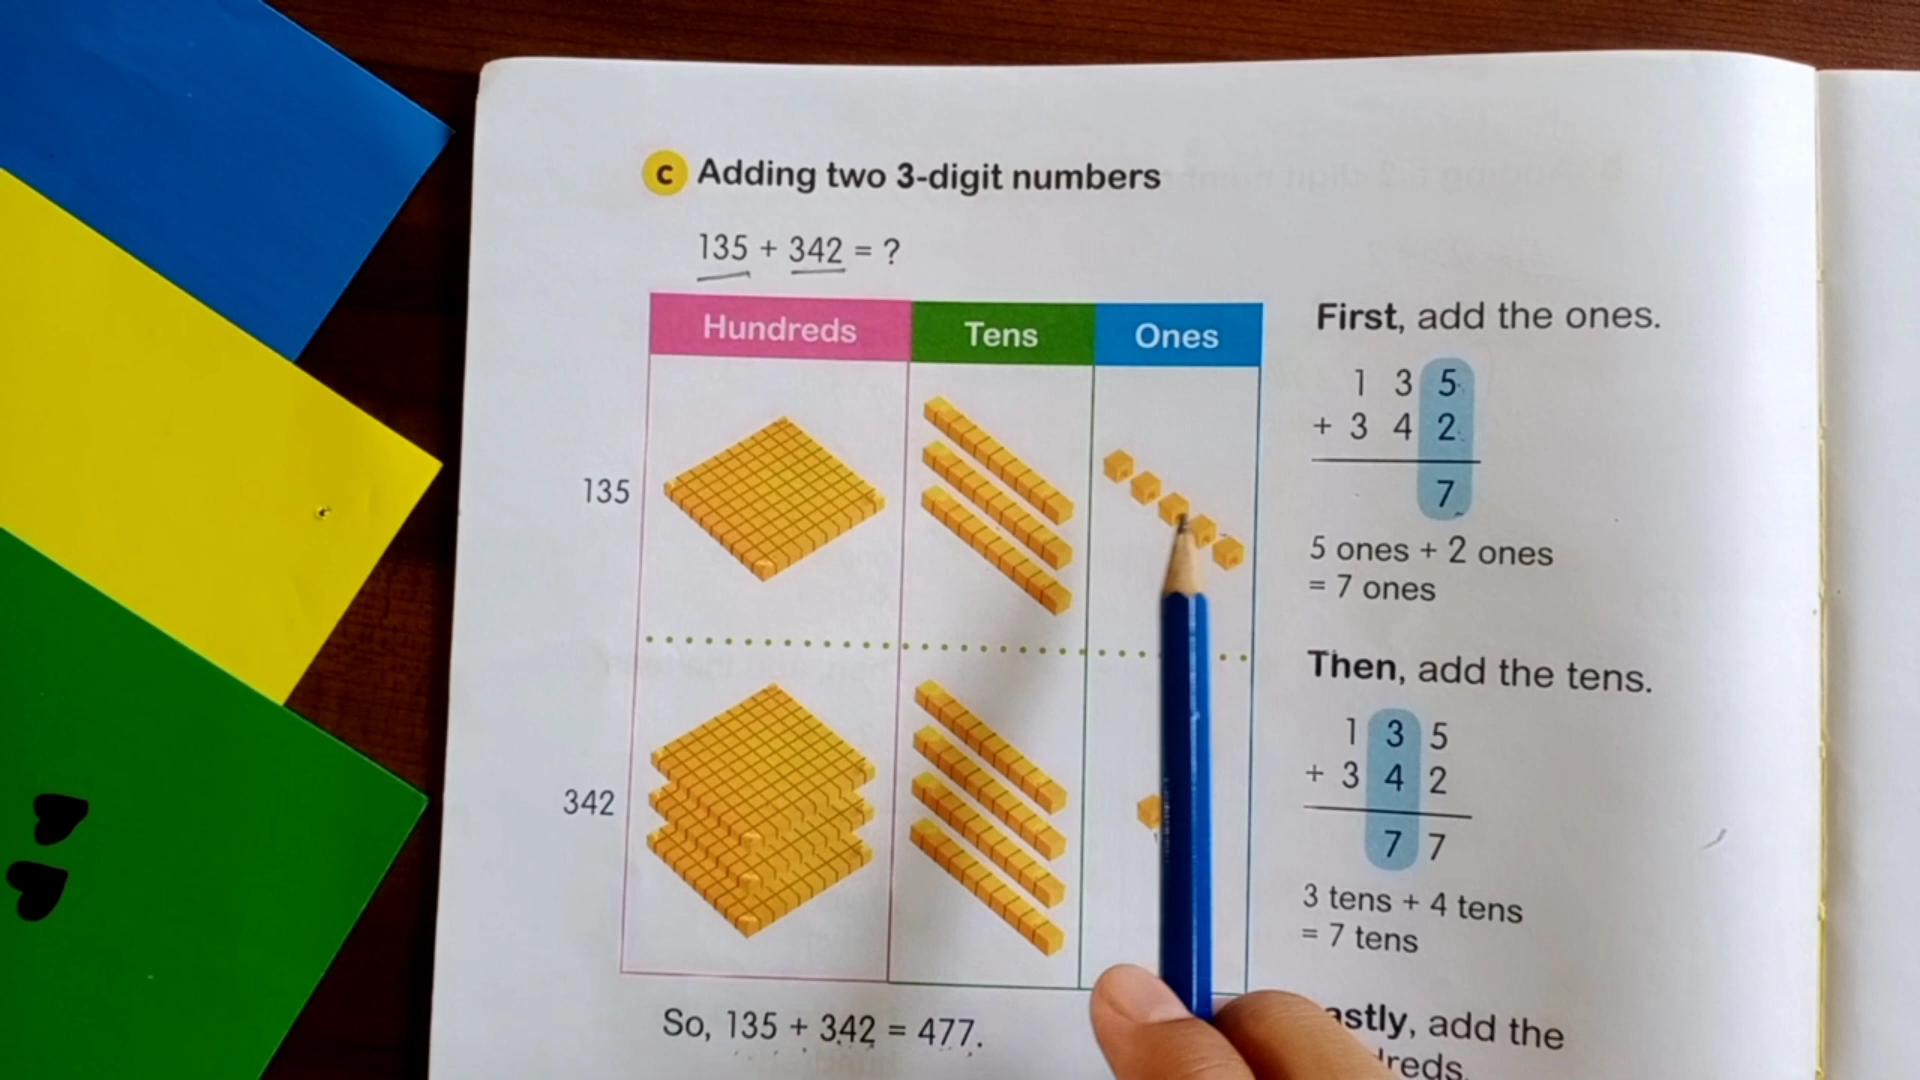 c Adding two 3-digit numbers
135 + 342 = ?
Hundreds Tens Ones
135
342
So, 135 + 342 = 477.
First, add the ones.
1 3 5
+ 3 4 2
7
5 ones + 2 ones
= 7 ones
Then, add the tens.
1 3 5
+ 3 4 2
7 7
3 tens + 4 tens
= 7 tens
add the